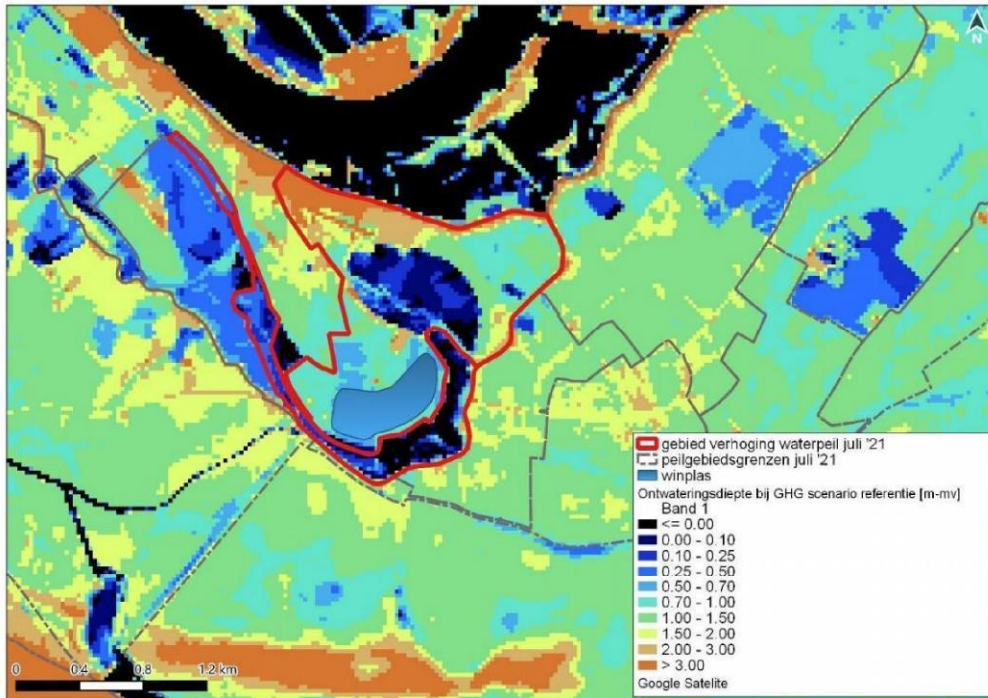 N
gebied verhoging waterpeil juli '21
peilgebiedsgrenzen juli '21
winplas
Ontwateringsdiepte bij GHG scenario referentie [m-mv]
Band 1
<= 0.00
0.00 - 0.10
0.10 - 0.25
0.25 - 0.50
0.50 - 0.70
0.70 - 1.00
1.00 - 1.50
1.50 - 2.00
2.00 - 3.00
> 3.00
Google Satelite
0 0.4 0.8 1.2 km